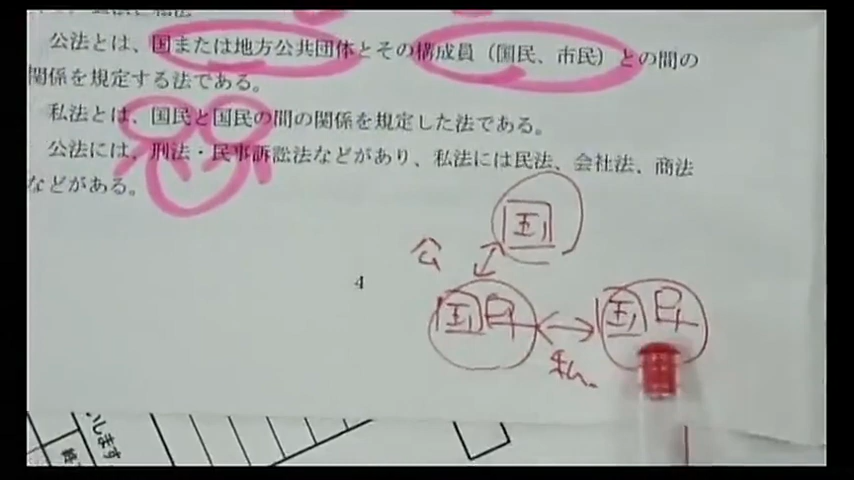 公法とは、国または地方公共団体とその構成員（国民、市民）との間の
関係を規定する法である。
私法とは、国民と国民の間の関係を規定した法である。
公法には、刑法・民事訴訟法などがあり、私法には民法、会社法、商法
などがある。
国
公
4
国民
国民
私
します